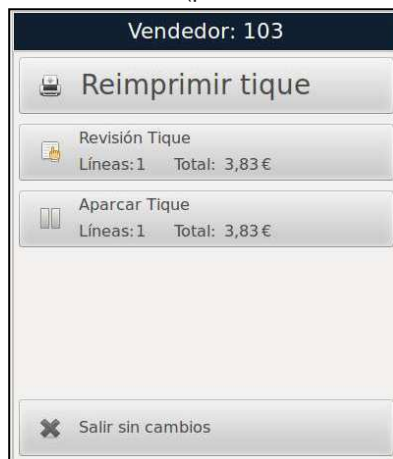 Vendedor: 103
Reimprimir tique
Revisión Tique
Líneas:1 Total: 3,83€
Aparcar Tique
Líneas:1 Total: 3,83€
Salir sin cambios